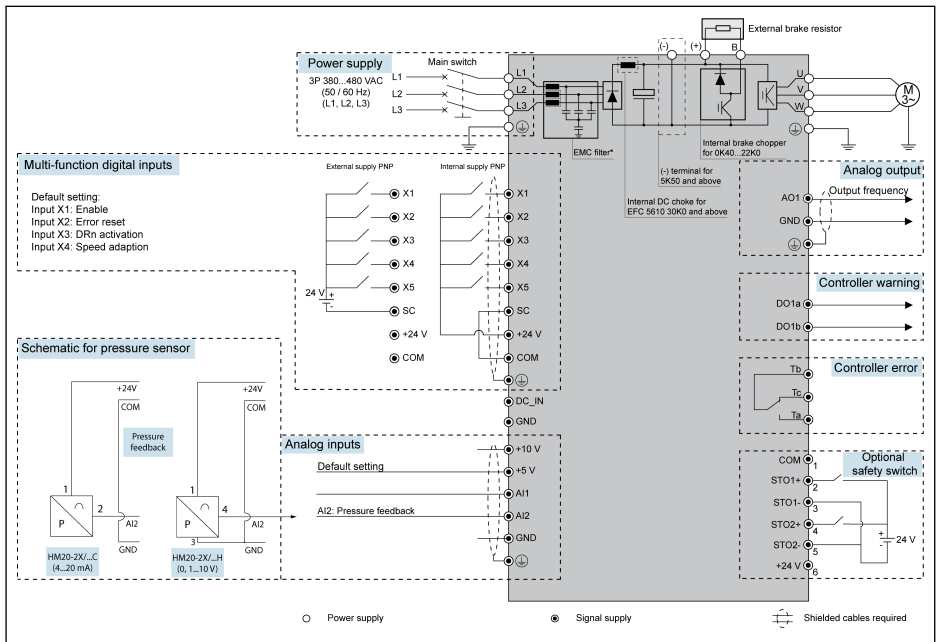 External brake resistor
(-)
(+)
B
Power supply
Main switch
3P 380...480 VAC
(50 / 60 Hz)
(L1, L2, L3)
L1
L2
L3
L1
L2
L3
U
V
W
M
3~
EMC filter*
Internal brake chopper
for 0K40...22K0
(-) terminal for
5K50 and above
Internal DC choke for
EFC 5610 30K0 and above
Multi-function digital inputs
Default setting:
Input X1: Enable
Input X2: Error reset
Input X3: DRn activation
Input X4: Speed adaption
External supply PNP
Internal supply PNP
X1
X2
X3
X4
X5
SC
+24 V
COM
24 V
+
-
X1
X2
X3
X4
X5
SC
+24 V
COM
DC_IN
GND
Analog output
Output frequency
AO1
GND
Controller warning
DO1a
DO1b
Controller error
Tb
Tc
Ta
Optional
safety switch
COM
1
STO1+
2
STO1-
3
STO2+
4
STO2-
5
+24 V
6
+
-
24 V
Schematic for pressure sensor
+24V
COM
Pressure
feedback
1
P
2
AI2
GND
HM20-2X/...C
(4...20 mA)
+24V
COM
1
P
4
3
AI2
GND
HM20-2X/...H
(0, 1...10 V)
Analog inputs
Default setting
AI2: Pressure feedback
+10 V
+5 V
AI1
AI2
GND
Power supply
Signal supply
Shielded cables required